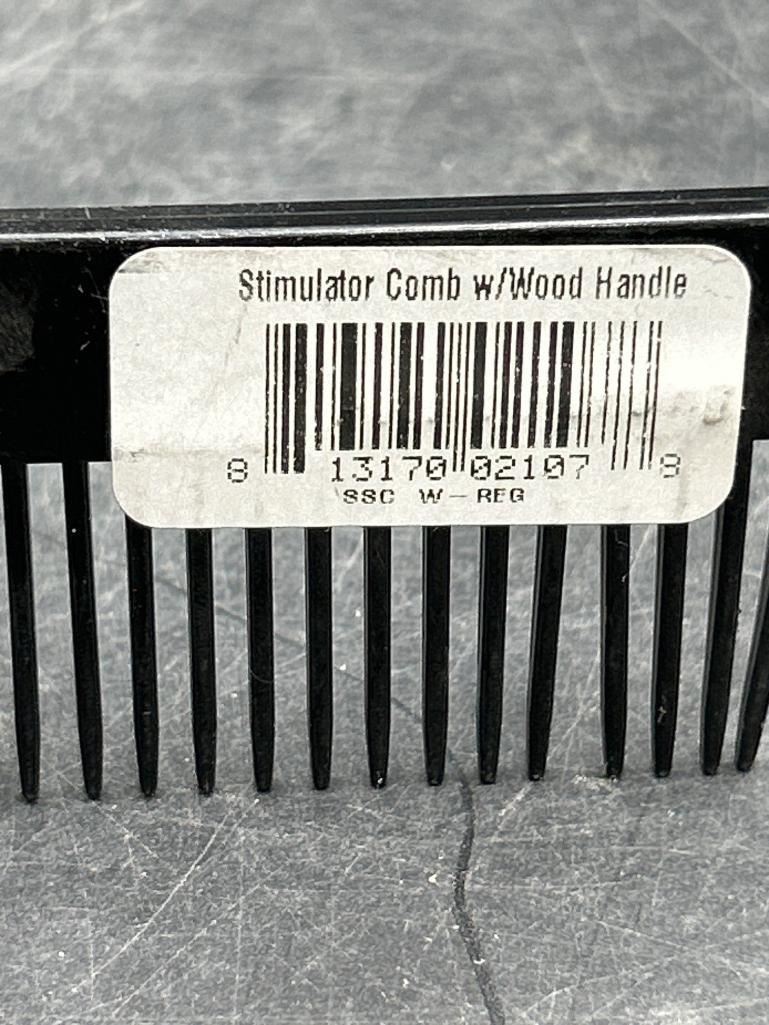 Stimulator Comb w/Wood Handle
8 13170 02107 8
SSC W-REG